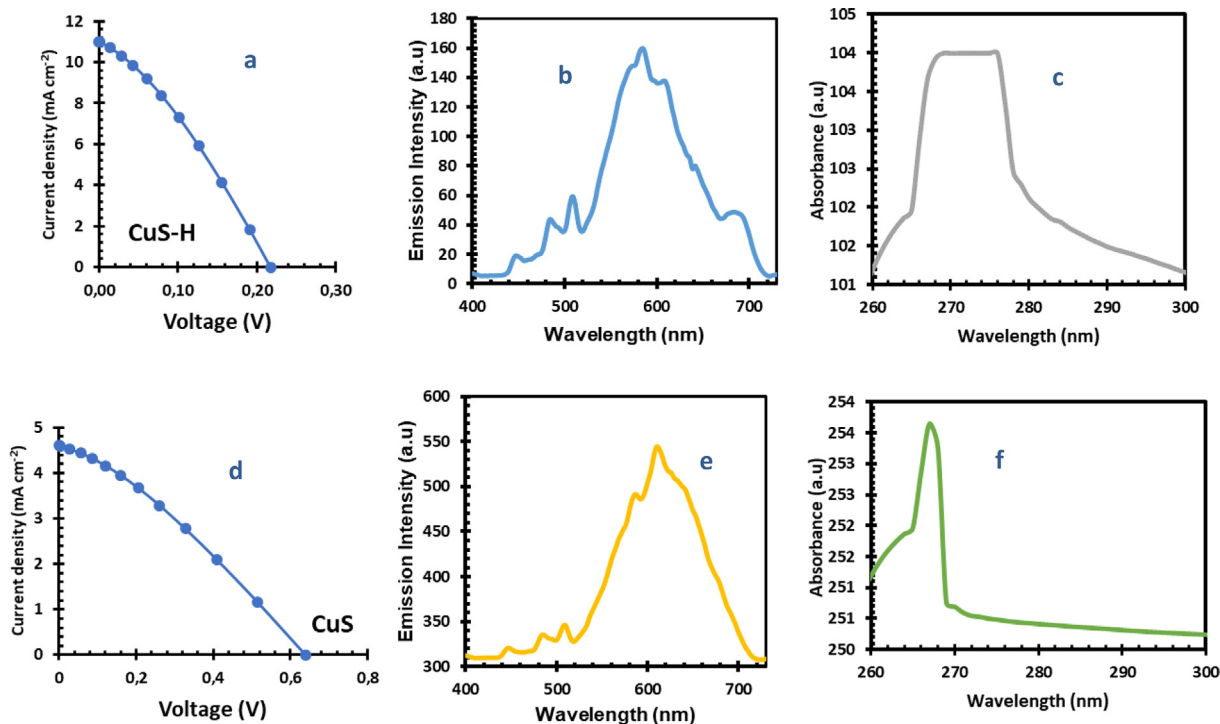 Current density (mA cm⁻²)
12
10
8
6
4
2
0
a
CuS-H
0,00 0,10 0,20 0,30
Voltage (V)
Emission Intensity (a.u)
180
160
140
120
100
80
60
40
20
0
b
400 500 600 700
Wavelength (nm)
Absorbance (a.u)
105
104
104
103
103
102
102
101
c
260 270 280 290 300
Wavelength (nm)
Current density (mA cm⁻²)
5
4
3
2
1
0
d
CuS
0 0,2 0,4 0,6 0,8
Voltage (V)
Emission Intensity (a.u)
600
550
500
450
400
350
300
e
400 500 600 700
Wavelength (nm)
Absorbance (a.u)
254
254
253
253
252
252
251
251
250
f
260 270 280 290 300
Wavelength (nm)